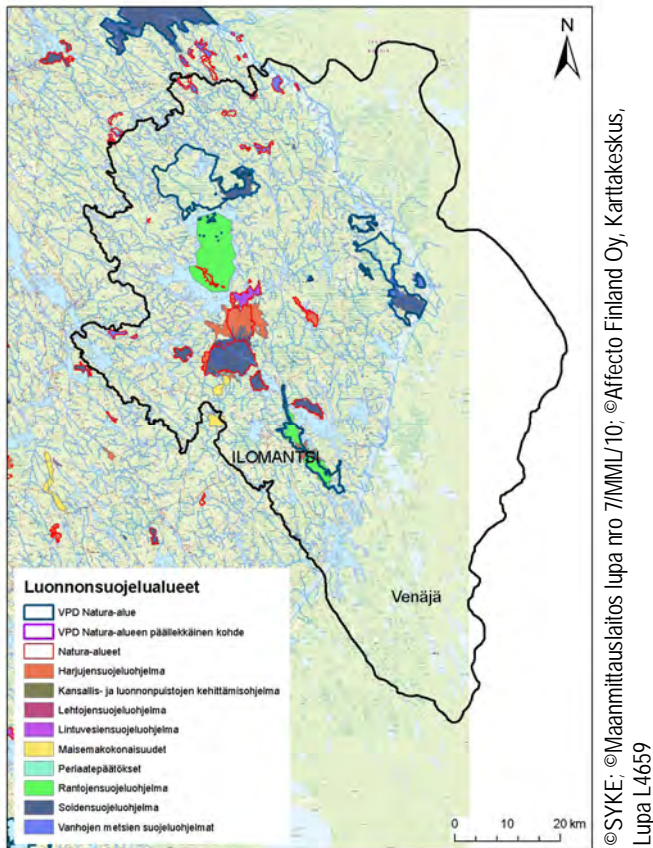 N
ILOMANTSI
Venäjä
Luonnonsuojelualueet
VPD Natura-alue
VPD Natura-alueen päällekkäinen kohde
Natura-alueet
Harjujensuojeluohjelma
Kansallis- ja luonnonpuistojen kehittämisohjelma
Lehtojensuojeluohjelma
Lintuvesiensuojeluohjelma
Maisemakokonaisuudet
Periaatepäätökset
Rantojensuojeluohjelma
Soidensuojeluohjelma
Vanhojen metsien suojeluohjelmat
0 10 20 km
©SYKE; ©Maanmittauslaitos lupa nro 7/MML/10; ©Affecto Finland Oy, Karttakeskus,
Lupa L4659